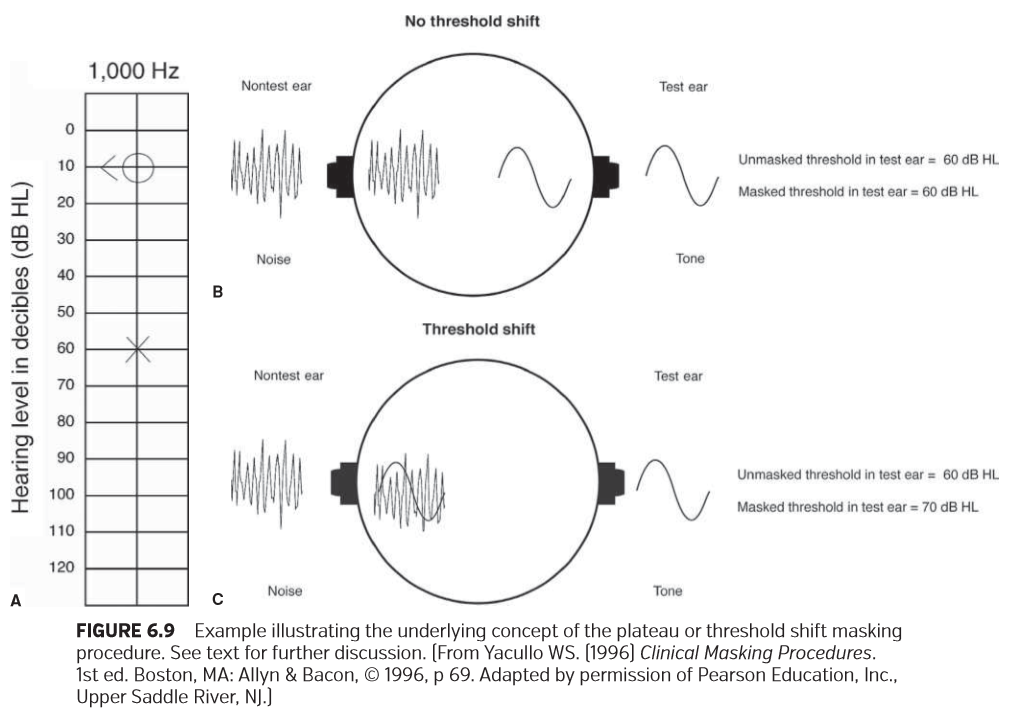 1,000 Hz
Hearing level in decibles (dB HL)
0
10
20
30
40
50
60
70
80
90
100
110
120
A
No threshold shift
Nontest ear
Test ear
Unmasked threshold in test ear = 60 dB HL
Masked threshold in test ear = 60 dB HL
Noise
Tone
B
Threshold shift
Nontest ear
Test ear
Unmasked threshold in test ear = 60 dB HL
Masked threshold in test ear = 70 dB HL
Noise
Tone
C
FIGURE 6.9 Example illustrating the underlying concept of the plateau or threshold shift masking
procedure. See text for further discussion. (From Yacullo WS. (1996) Clinical Masking Procedures.
1st ed. Boston, MA: Allyn & Bacon, © 1996, p 69. Adapted by permission of Pearson Education, Inc.,
Upper Saddle River, NJ.)